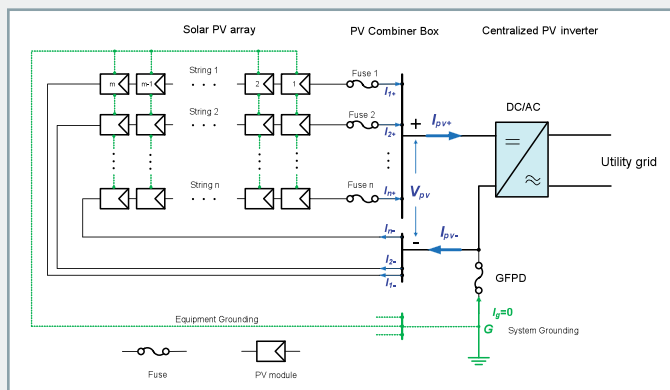 Solar PV array
PV Combiner Box
Centralized PV inverter
m
m-1
String 1
. . .
2
1
Fuse 1
I1+
String 2
. . .
Fuse 2
I2+
String n
. . .
Fuse n
In+
+
Ipv+
Vpv
-
Ipv-
DC/AC
Utility grid
In-
I2-
I1-
GFPD
Ig=0
G
System Grounding
Equipment Grounding
Fuse
PV module